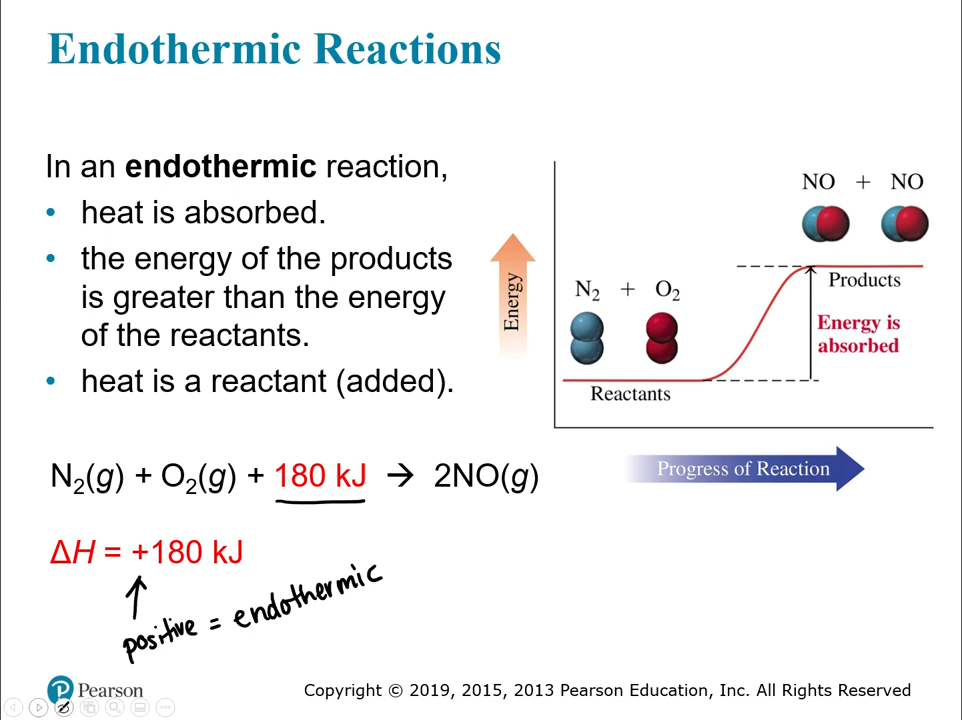 Endothermic Reactions
In an endothermic reaction,
• heat is absorbed.
• the energy of the products
is greater than the energy
of the reactants.
• heat is a reactant (added).
N₂(g) + O₂(g) + 180 kJ → 2NO(g)
ΔH = +180 kJ
positive = endothermic
Energy
N₂ + O₂
Reactants
NO + NO
Products
Energy is
absorbed
Progress of Reaction
Pearson
Copyright © 2019, 2015, 2013 Pearson Education, Inc. All Rights Reserved